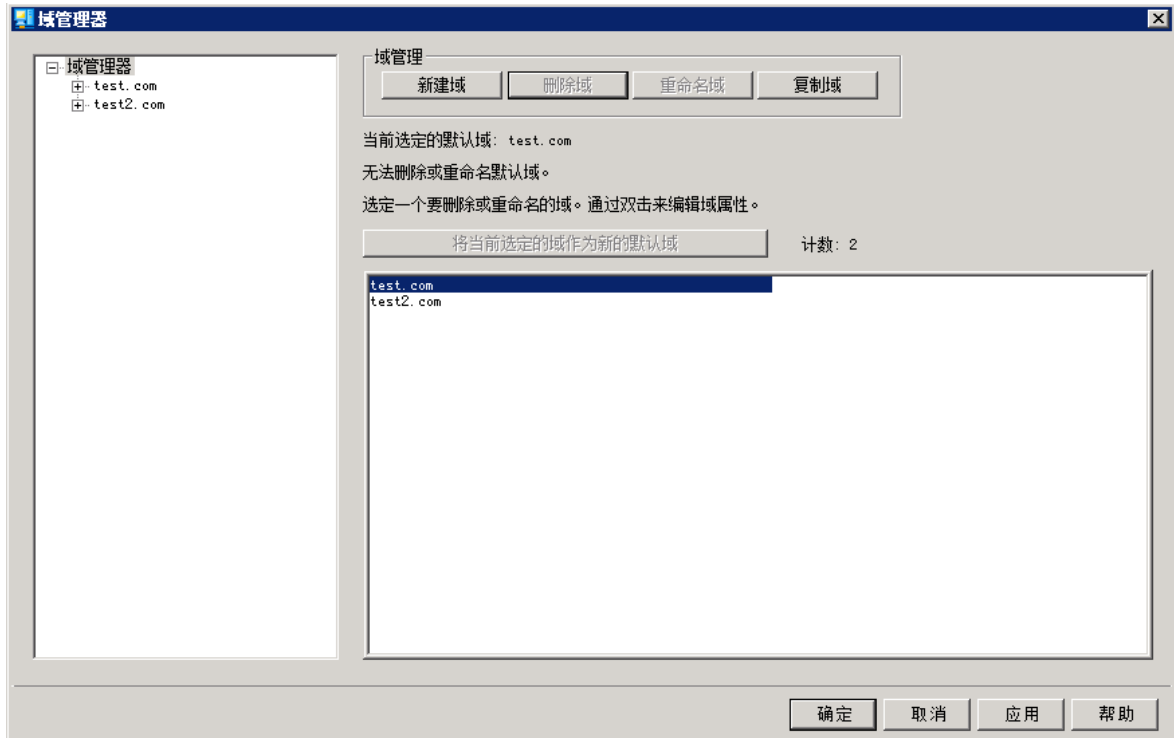 域管理器
域管理器
test.com
test2.com
域管理
新建域 删除域 重命名域 复制域
当前选定的默认域: test.com
无法删除或重命名默认域。
选定一个要删除或重命名的域。通过双击来编辑域属性。
将当前选定的域作为新的默认域 计数: 2
test.com
test2.com
确定 取消 应用 帮助